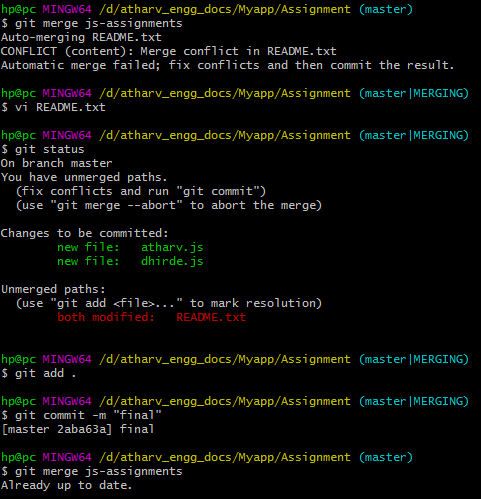 hp@pc MINGW64 /d/atharv_engg_docs/Myapp/Assignment (master)
$ git merge js-assignments
Auto-merging README.txt
CONFLICT (content): Merge conflict in README.txt
Automatic merge failed; fix conflicts and then commit the result.
hp@pc MINGW64 /d/atharv_engg_docs/Myapp/Assignment (master|MERGING)
$ vi README.txt
hp@pc MINGW64 /d/atharv_engg_docs/Myapp/Assignment (master|MERGING)
$ git status
On branch master
You have unmerged paths.
  (fix conflicts and run "git commit")
  (use "git merge --abort" to abort the merge)
Changes to be committed:
        new file:   atharv.js
        new file:   dhirde.js
Unmerged paths:
  (use "git add <file>..." to mark resolution)
        both modified:   README.txt
hp@pc MINGW64 /d/atharv_engg_docs/Myapp/Assignment (master|MERGING)
$ git add .
hp@pc MINGW64 /d/atharv_engg_docs/Myapp/Assignment (master|MERGING)
$ git commit -m "final"
[master 2aba63a] final
hp@pc MINGW64 /d/atharv_engg_docs/Myapp/Assignment (master)
$ git merge js-assignments
Already up to date.